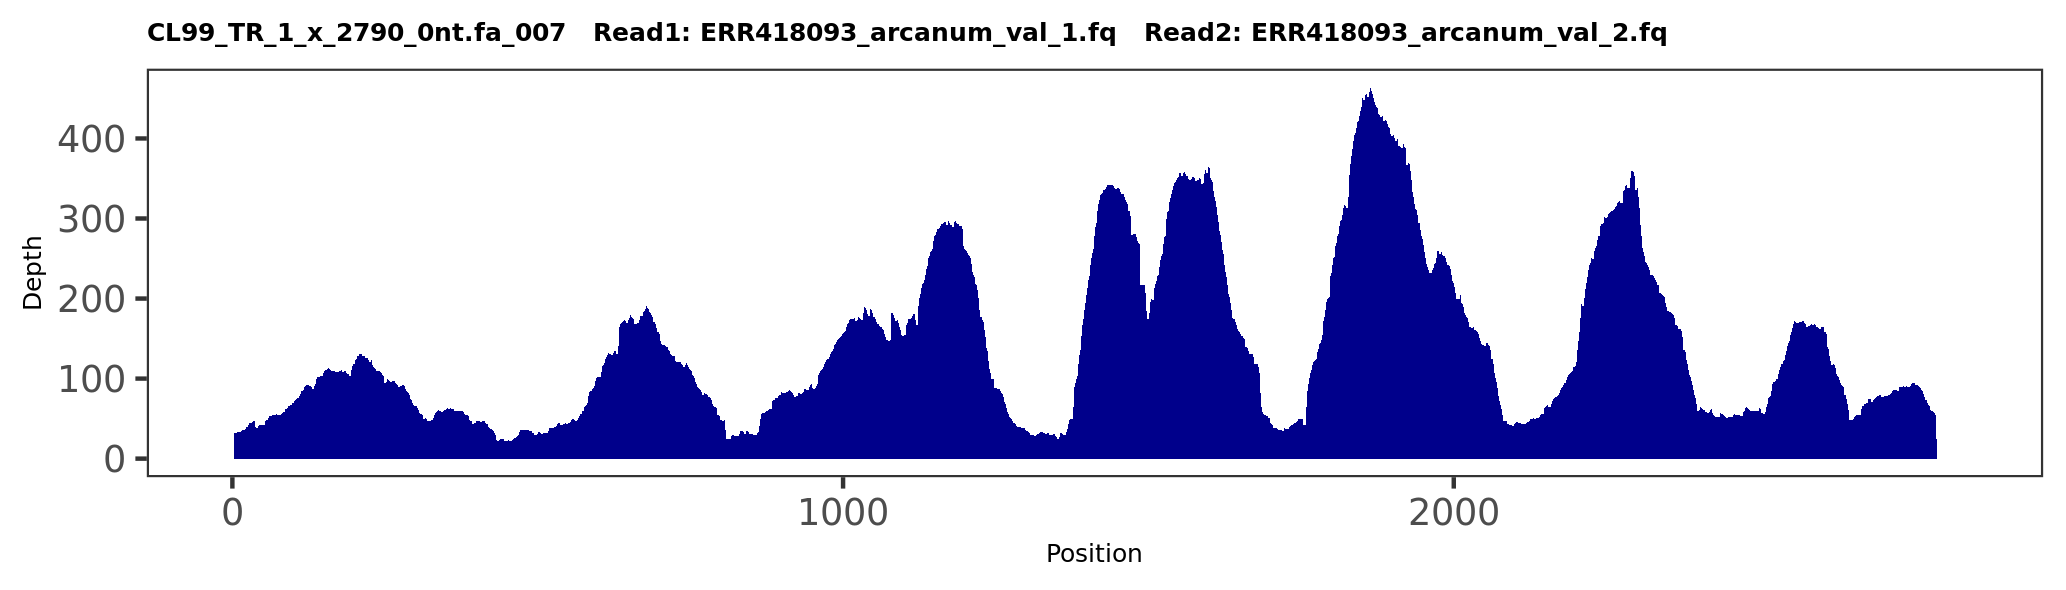 CL99_TR_1_x_2790_0nt.fa_007   Read1: ERR418093_arcanum_val_1.fq   Read2: ERR418093_arcanum_val_2.fq
400
300
200
100
0
Depth
0 1000 2000
Position